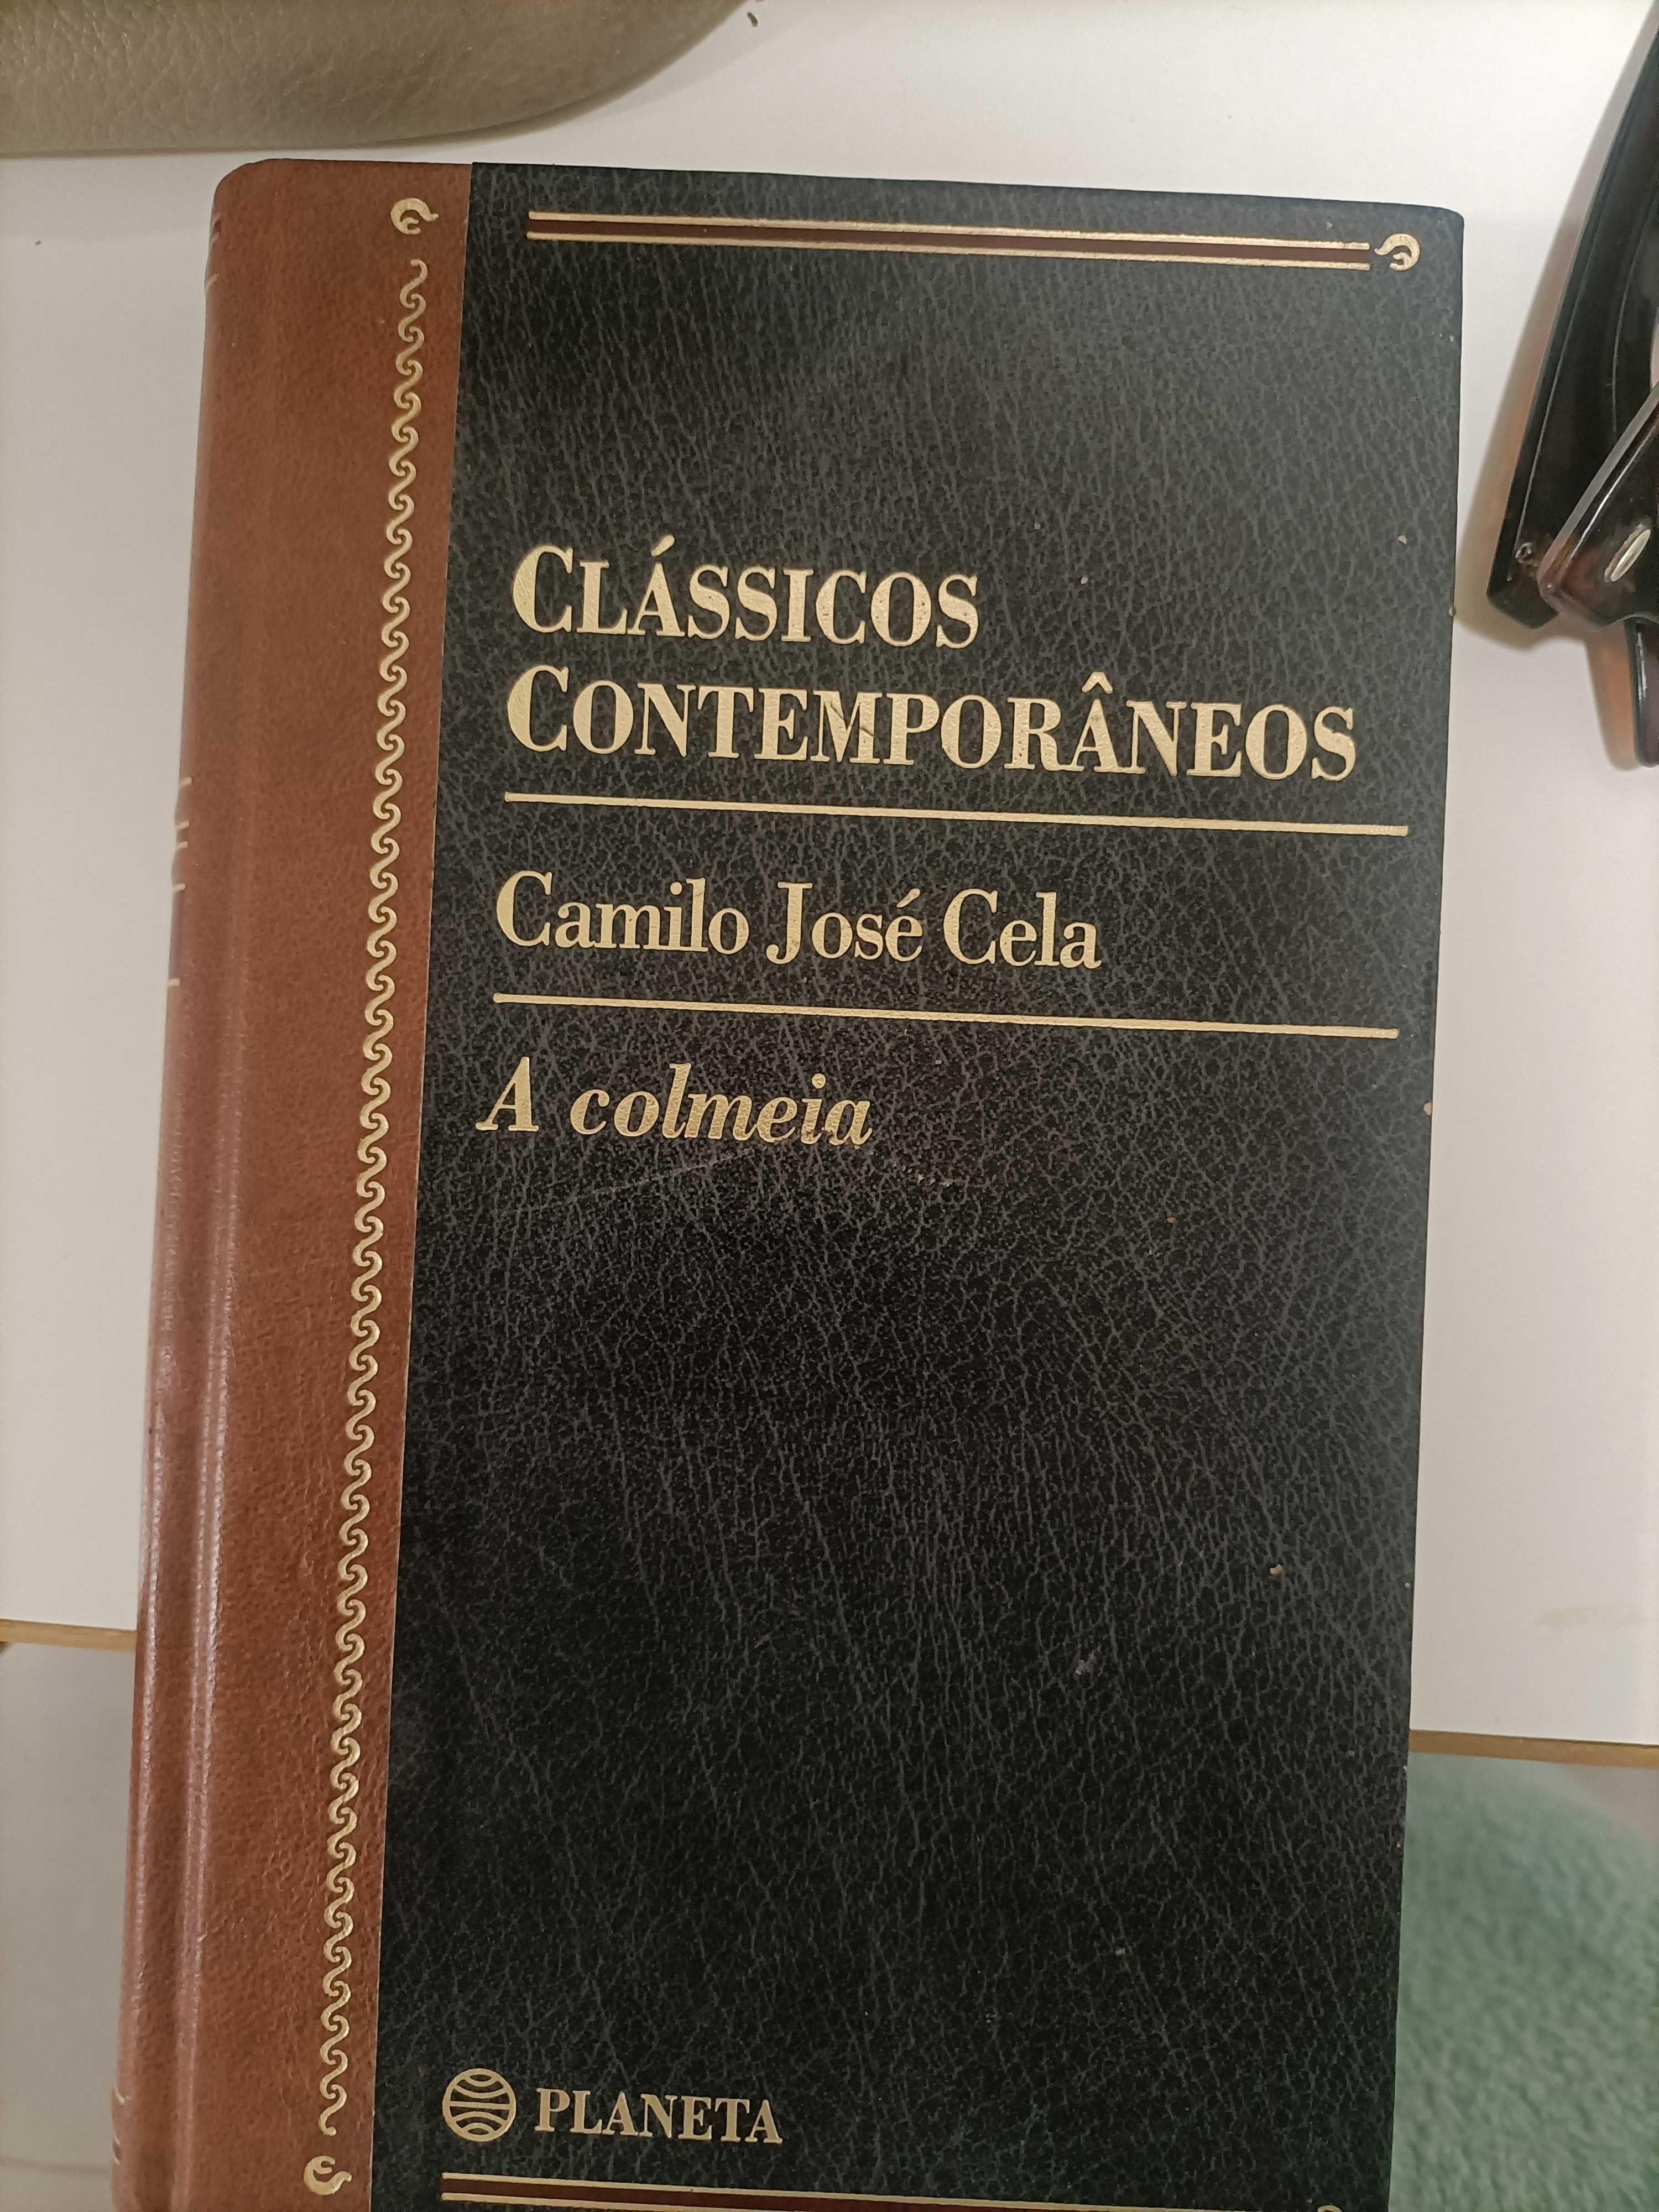 CLÁSSICOS
CONTEMPORÂNEOS
Camilo José Cela
A colmeia
PLANETA